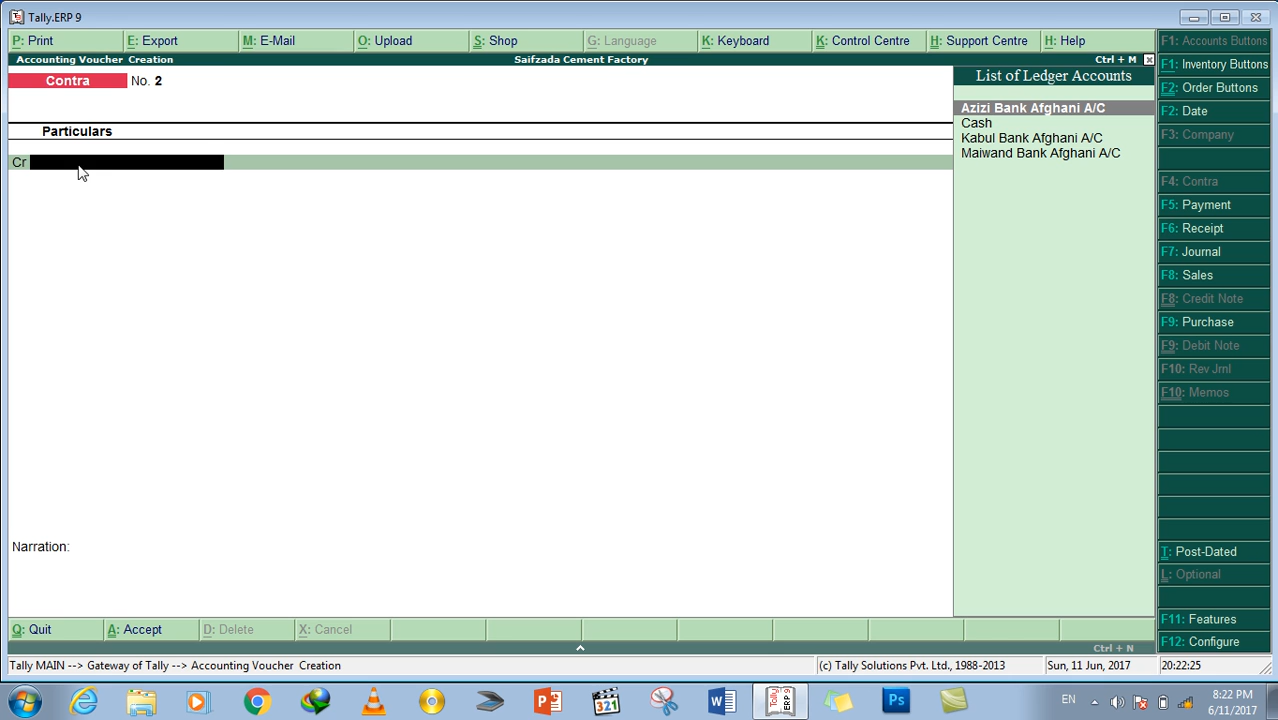 Tally.ERP 9
P: Print E: Export M: E-Mail O: Upload S: Shop G: Language K: Keyboard K: Control Centre H: Support Centre H: Help
Accounting Voucher Creation Saifzada Cement Factory Ctrl + M
Contra No. 2
Particulars
Cr
Narration:
List of Ledger Accounts
Azizi Bank Afghani A/C
Cash
Kabul Bank Afghani A/C
Maiwand Bank Afghani A/C
F1: Accounts Buttons
F1: Inventory Buttons
F2: Order Buttons
F2: Date
F3: Company
F4: Contra
F5: Payment
F6: Receipt
F7: Journal
F8: Sales
F8: Credit Note
F9: Purchase
F9: Debit Note
F10: Rev Jrnl
F10: Memos
T: Post-Dated
L: Optional
F11: Features
F12: Configure
Q: Quit A: Accept D: Delete X: Cancel
Ctrl + N
Tally MAIN --> Gateway of Tally --> Accounting Voucher Creation (c) Tally Solutions Pvt. Ltd., 1988-2013 Sun, 11 Jun, 2017 20:22:25
EN 8:22 PM
6/11/2017